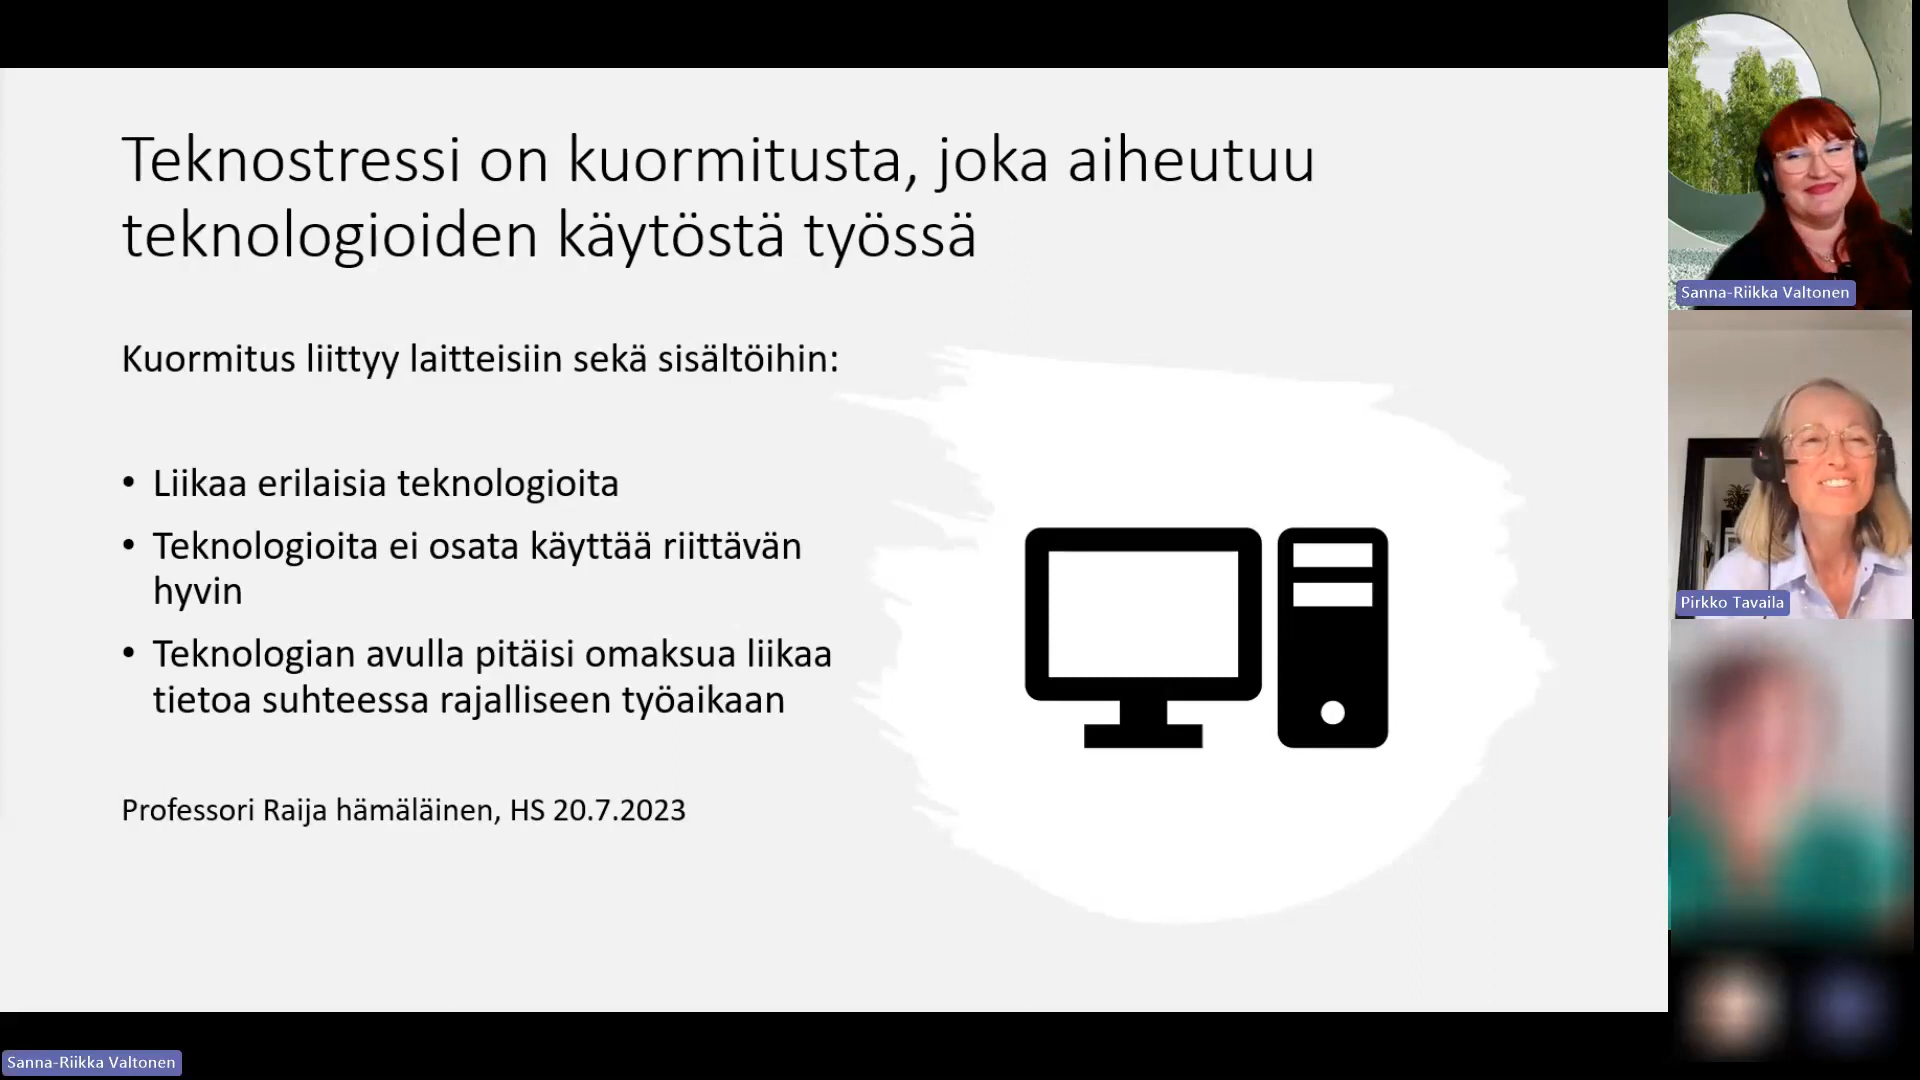 Teknostressi on kuormitusta, joka aiheutuu
teknologioiden käytöstä työssä
Kuormitus liittyy laitteisiin sekä sisältöihin:
• Liikaa erilaisia teknologioita
• Teknologioita ei osata käyttää riittävän
hyvin
• Teknologian avulla pitäisi omaksua liikaa
tietoa suhteessa rajalliseen työaikaan
Professori Raija hämäläinen, HS 20.7.2023
Sanna-Riikka Valtonen
Pirkko Tavaila
Sanna-Riikka Valtonen